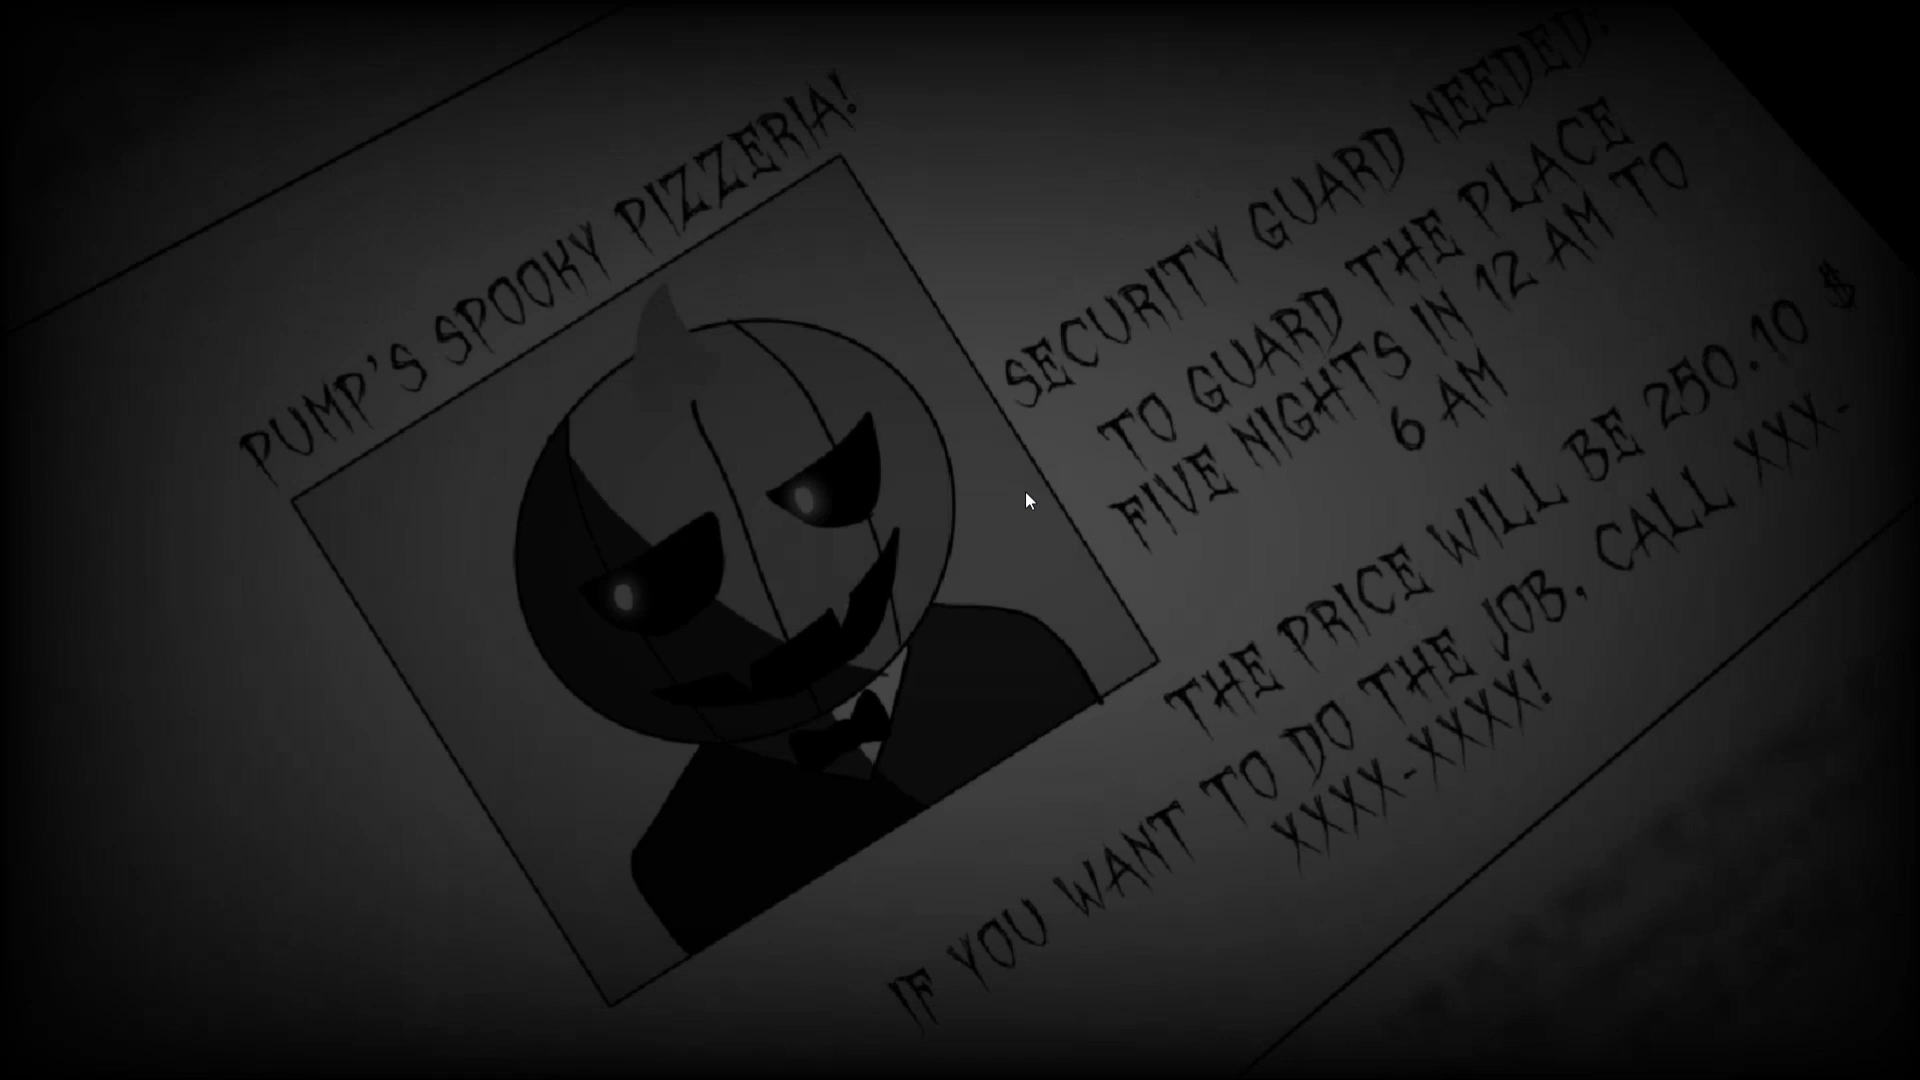 PUMP'S SPOOKY PIZZERIA!
SECURITY GUARD NEEDED:
TO GUARD THE PLACE
FIVE NIGHTS IN 12 AM TO
6 AM
THE PRICE WILL BE 250.10 $
IF YOU WANT TO DO THE JOB, CALL XXX-
XXXX-XXXX!